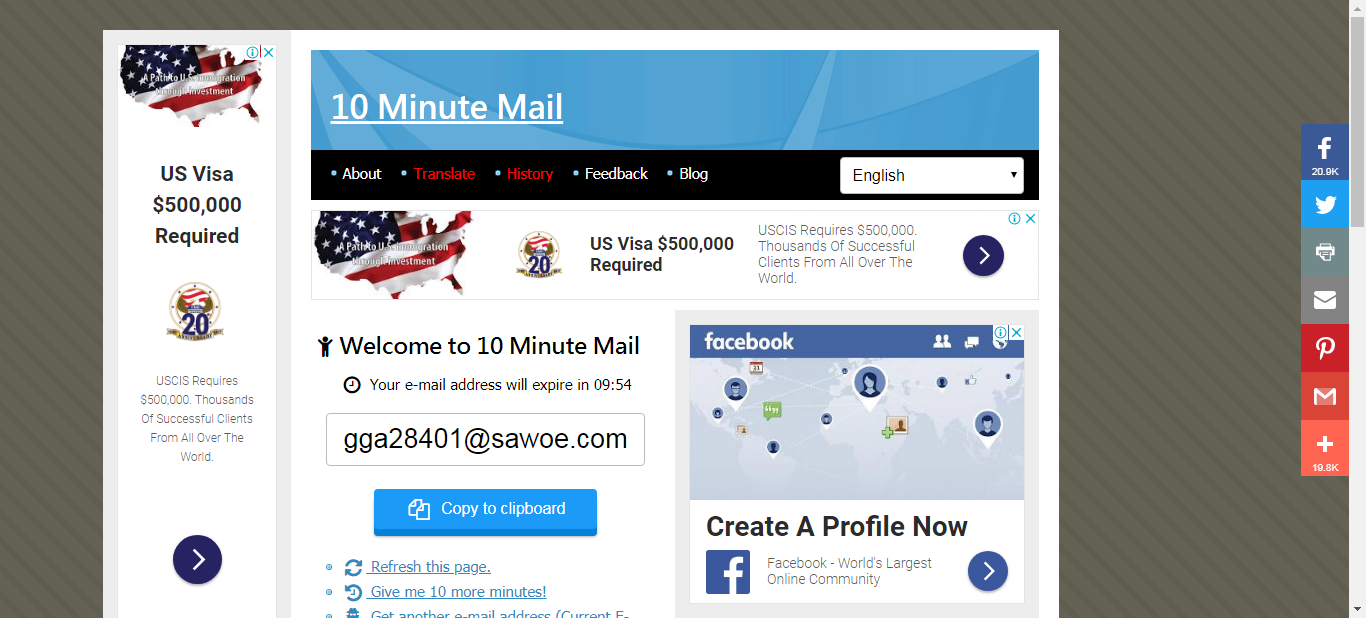 A Path to U.S. Immigration
through Investment
US Visa
$500,000
Required
20
ANNIVERSARY
USCIS Requires
$500,000. Thousands
Of Successful Clients
From All Over The
World.
10 Minute Mail
About
Translate
History
Feedback
Blog
English
A Path to U.S. Immigration
through Investment
20
ANNIVERSARY
US Visa $500,000
Required
USCIS Requires $500,000.
Thousands Of Successful
Clients From All Over The
World.
Welcome to 10 Minute Mail
Your e-mail address will expire in 09:54
gga28401@sawoe.com
Copy to clipboard
Refresh this page.
Give me 10 more minutes!
Get another e-mail address (Current E-
facebook
31
Create A Profile Now
Facebook - World's Largest
Online Community
20.9K
19.8K